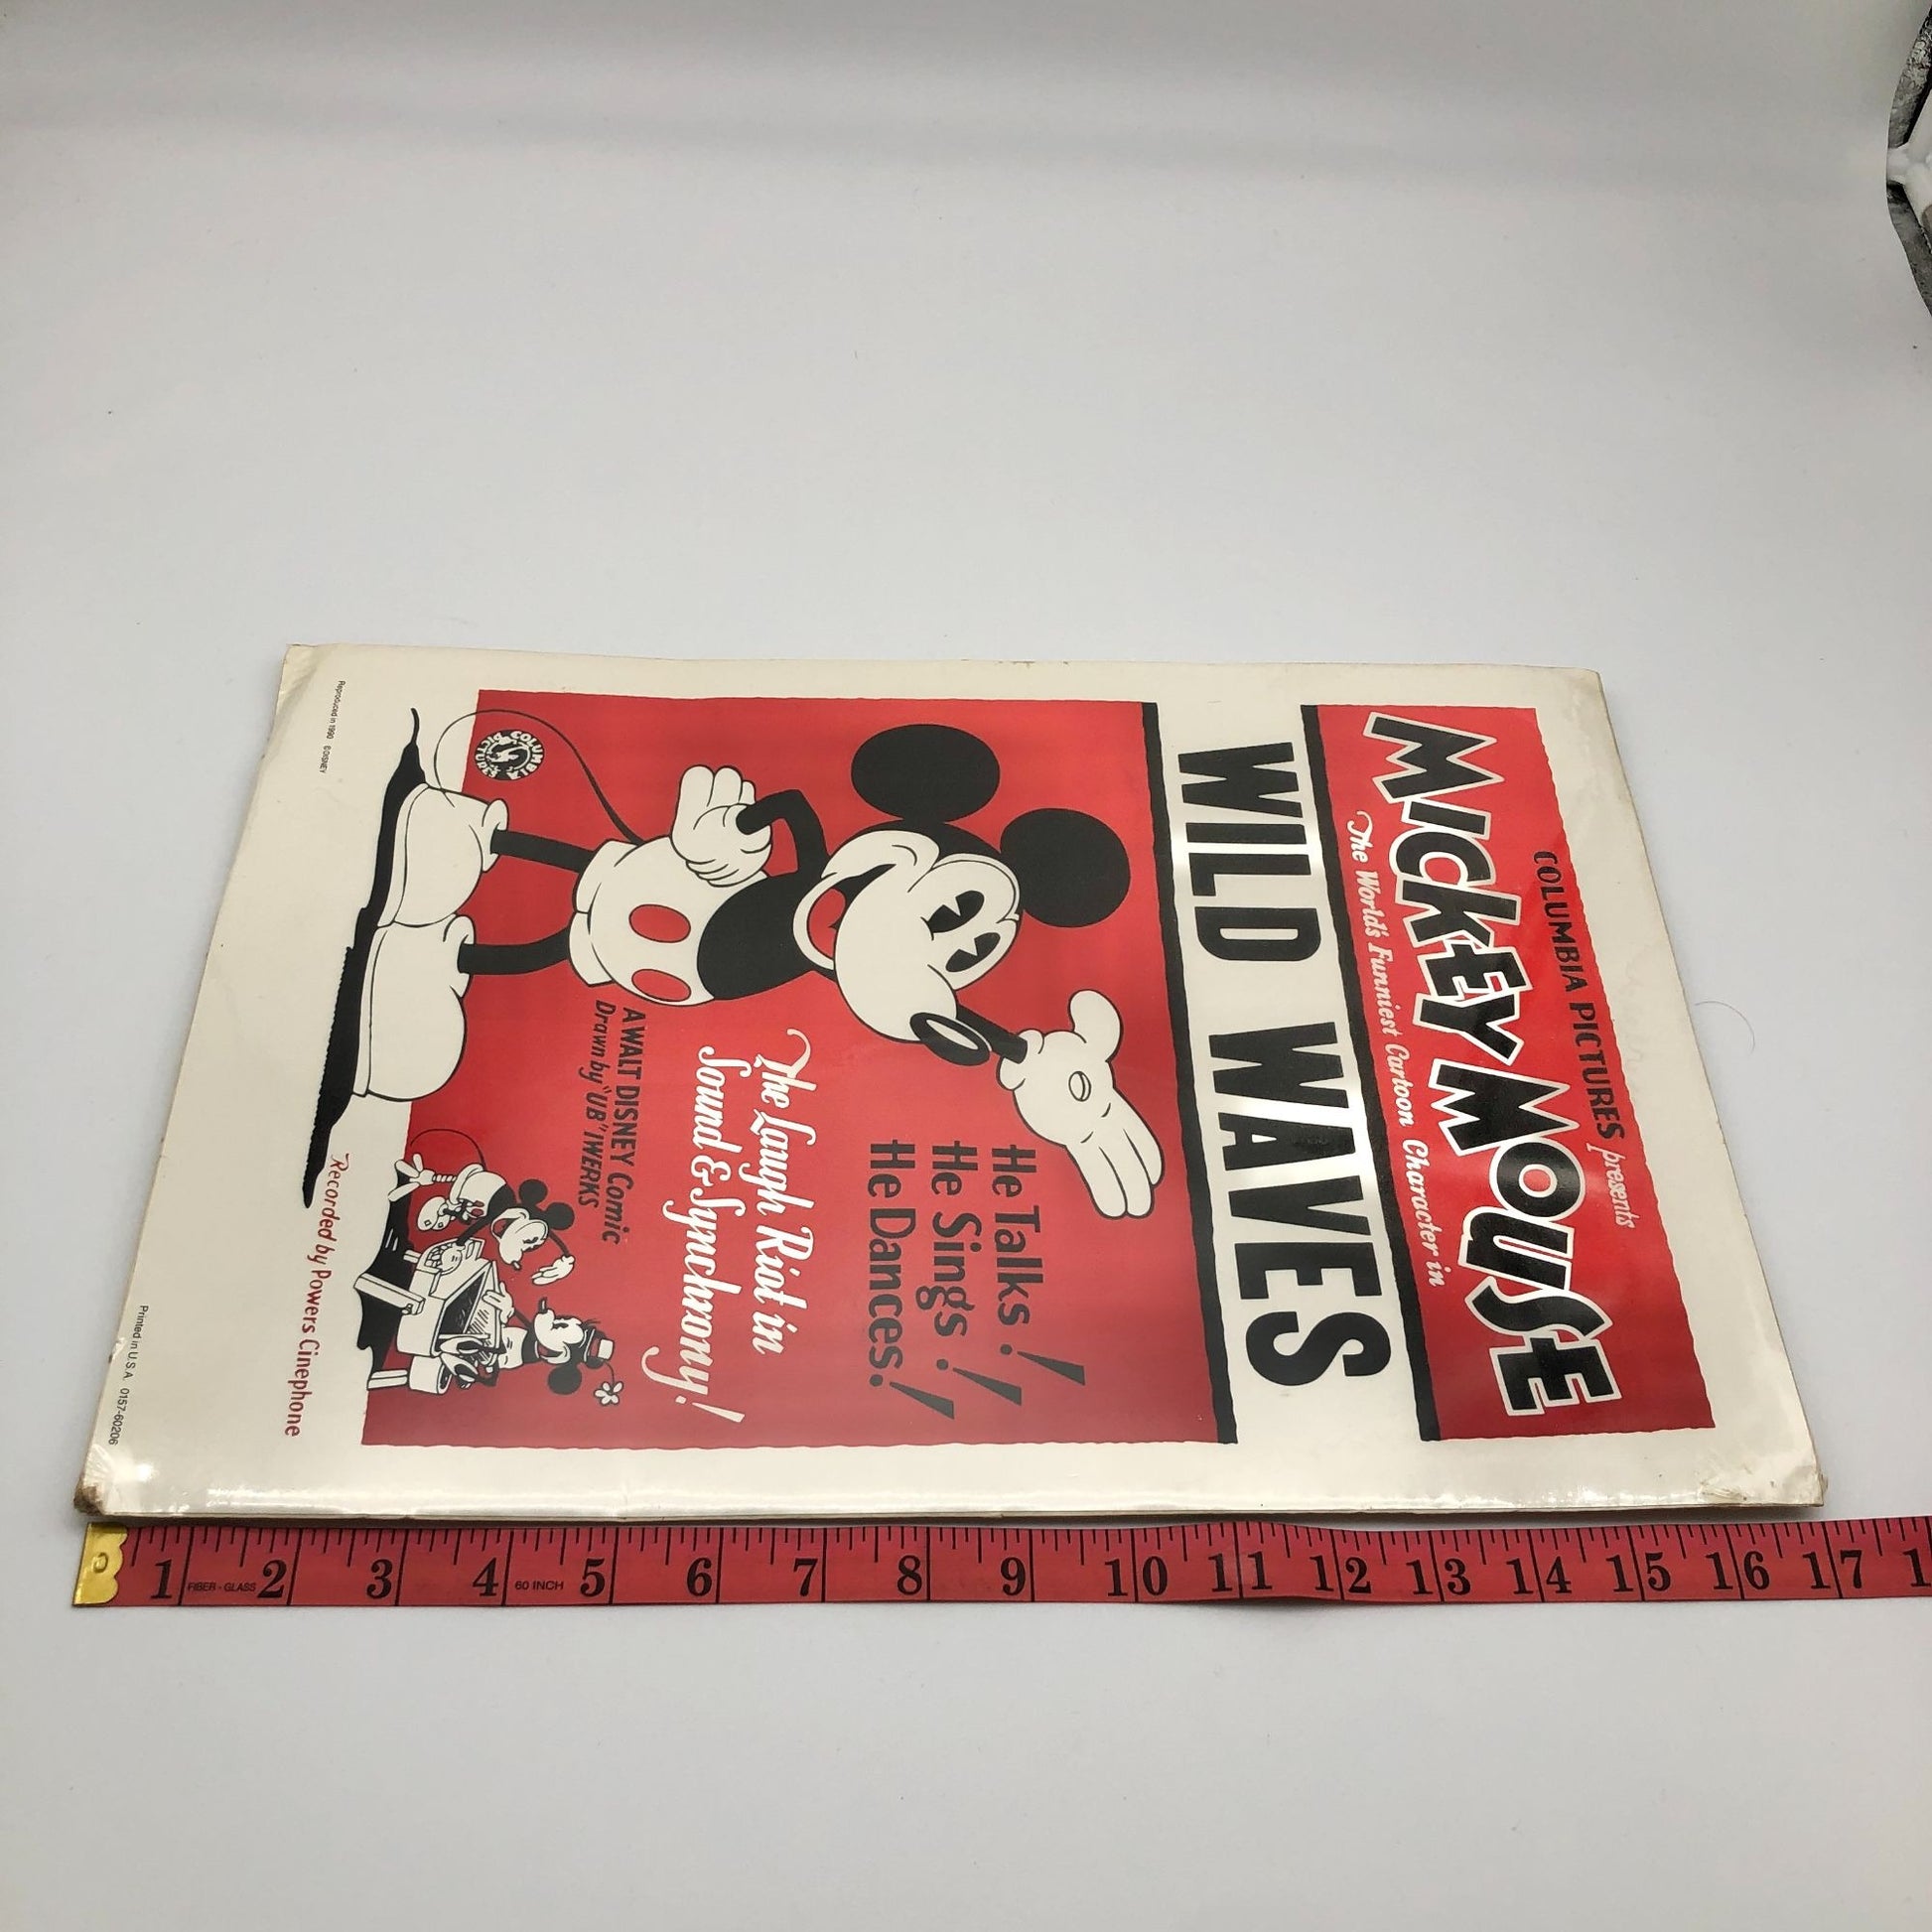 COLUMBIA PICTURES presents
MICKEY MOUSE
The World's Funniest Cartoon Character in
WILD WAVES
He Talks!
He Sings!
He Dances!
The Laugh Riot in
Sound & Synchrony!
A WALT DISNEY Comic
Drawn by "UB" IWERKS
COLUMBIA
PICTURES
Recorded by Powers Cinephone
Reproduced in 1990 ©DISNEY
Printed in U.S.A. 0157-60206
1 FIBER-GLASS 2 3 4 60 INCH 5 6 7 8 9 10 11 12 13 14 15 16 17 1